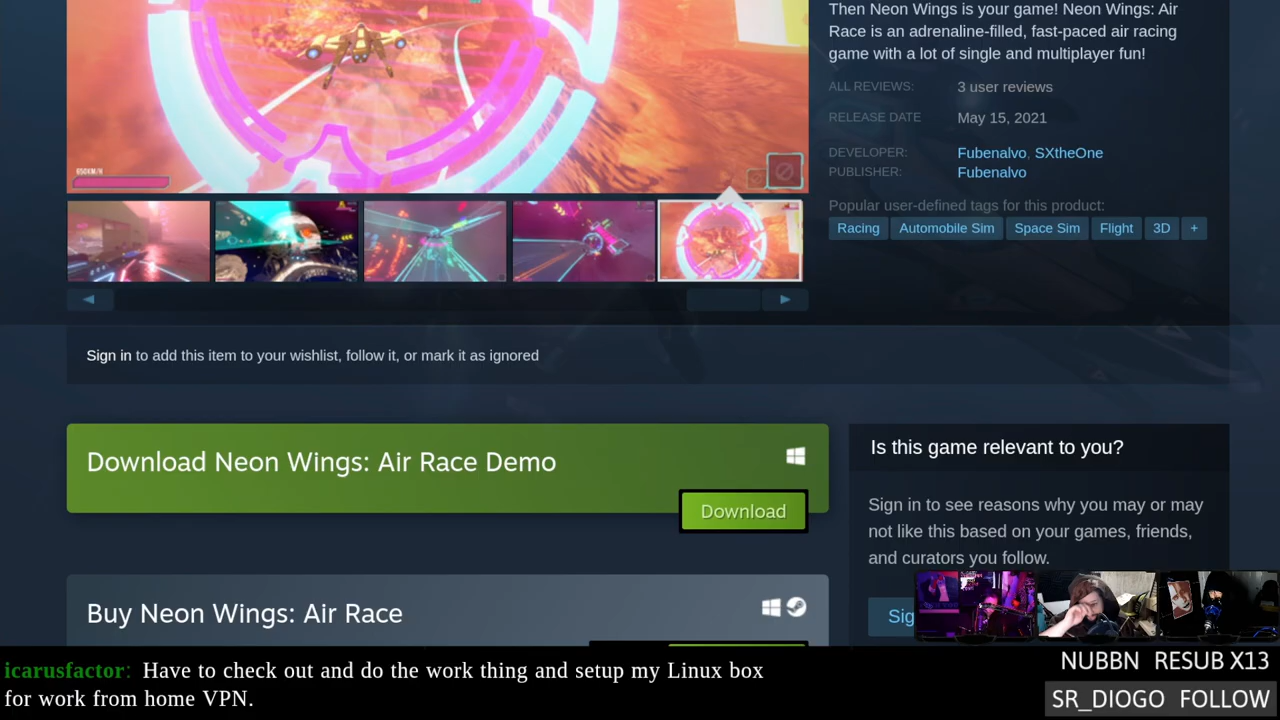 Then Neon Wings is your game! Neon Wings: Air
Race is an adrenaline-filled, fast-paced air racing
game with a lot of single and multiplayer fun!
ALL REVIEWS: 3 user reviews
RELEASE DATE May 15, 2021
DEVELOPER: Fubenalvo, SXtheOne
PUBLISHER: Fubenalvo
Popular user-defined tags for this product:
Racing Automobile Sim Space Sim Flight 3D +
650KM/H
Sign in to add this item to your wishlist, follow it, or mark it as ignored
Download Neon Wings: Air Race Demo
Download
Is this game relevant to you?
Sign in to see reasons why you may or may
not like this based on your games, friends,
and curators you follow.
Sig
Buy Neon Wings: Air Race
icarusfactor: Have to check out and do the work thing and setup my Linux box
for work from home VPN.
NUBBN RESUB X13
SR_DIOGO FOLLOW